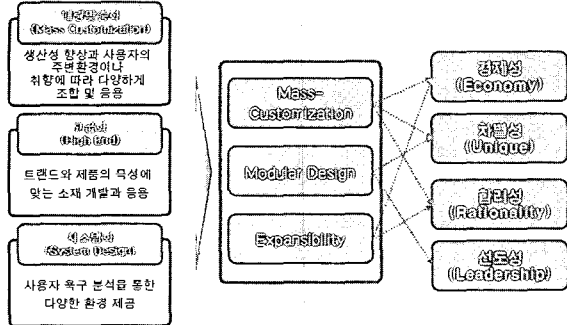 (Mass Customization)
생산성 향상과 사용자의
주변환경이나
취향에 따라 다양하게
조합 및 응용
(High End)
트랜드와 제품의 특성에
맞는 소재 개발과 응용
(System Design)
사용자 욕구 분석을 통한
다양한 환경 제공
Mass-
Customization
Modular Design
Expansibility
경제성
(Economy)
차별성
(Unique)
합리성
(Rationality)
선도성
(Leadership)